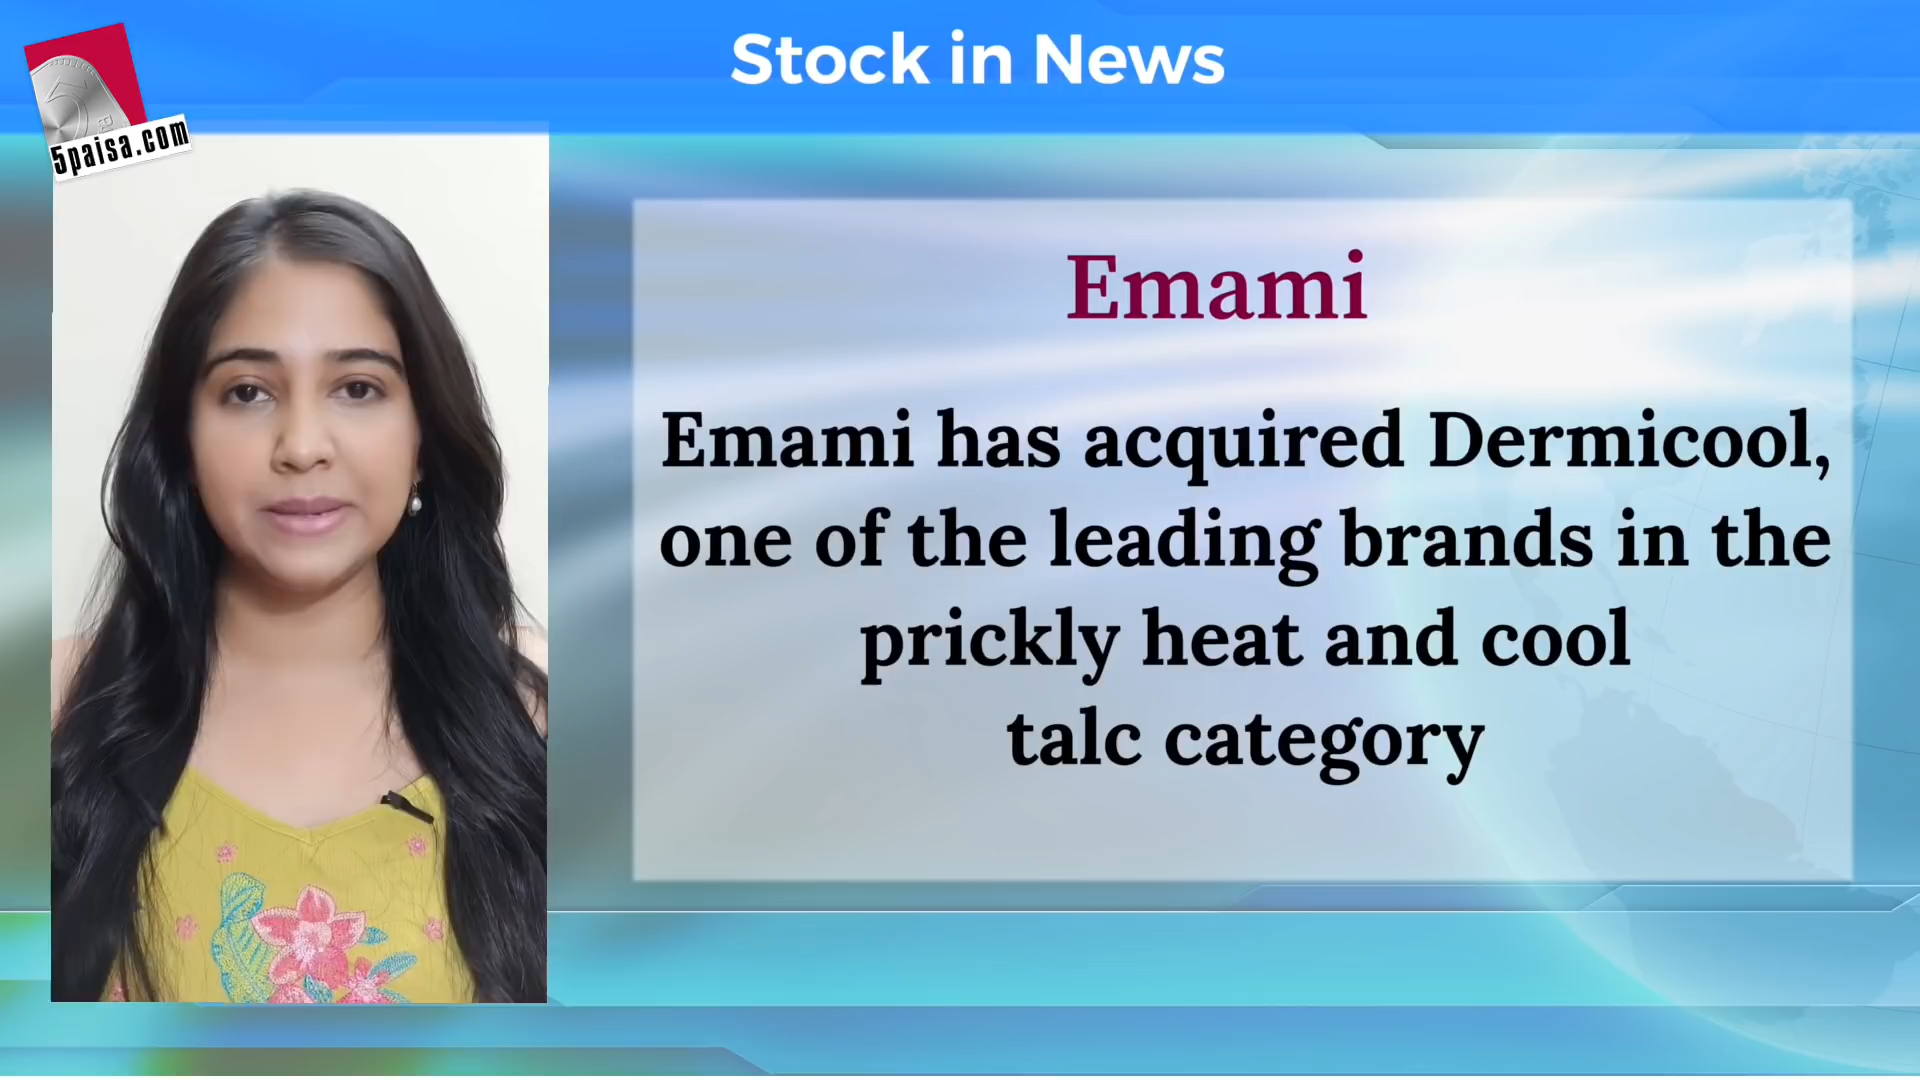 Stock in News
5paisa.com
Emami
Emami has acquired Dermicool,
one of the leading brands in the
prickly heat and cool
talc category